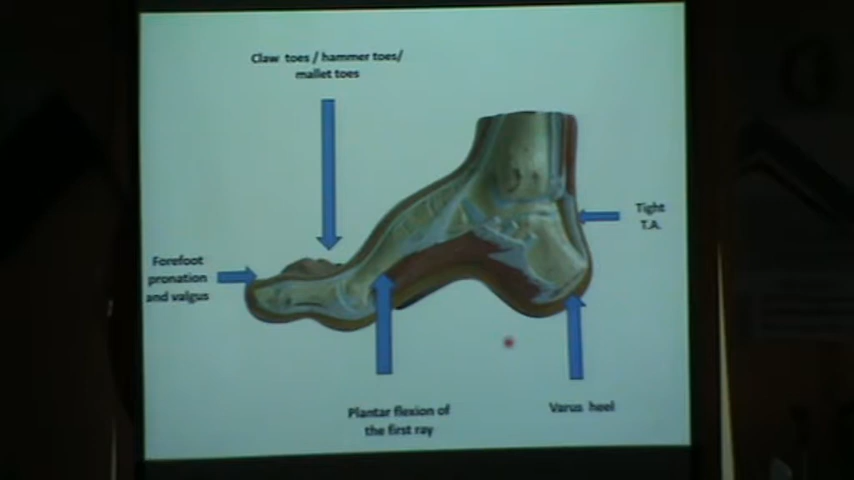 Claw toes / hammer toes/
mallet toes
Tight
T.A.
Forefoot
pronation
and valgus
Plantar flexion of
the first ray
Varus heel